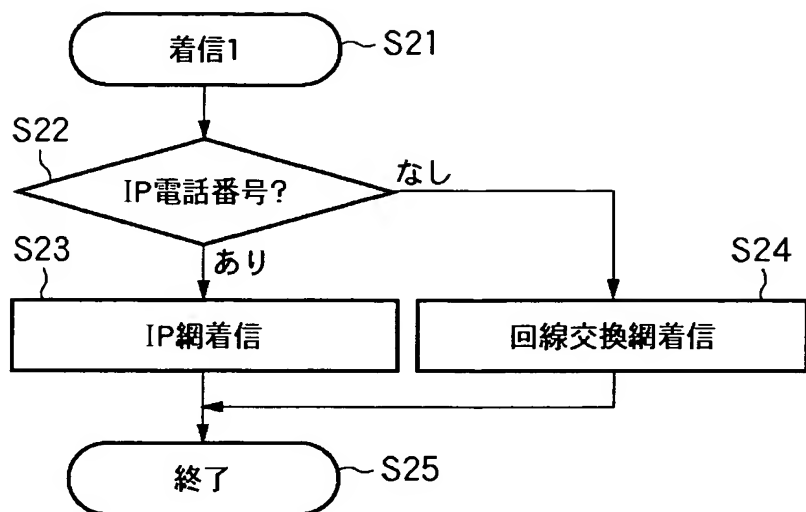 着信1
S21
S22
IP電話番号?
なし
あり
S23
IP網着信
S24
回線交換網着信
終了
S25